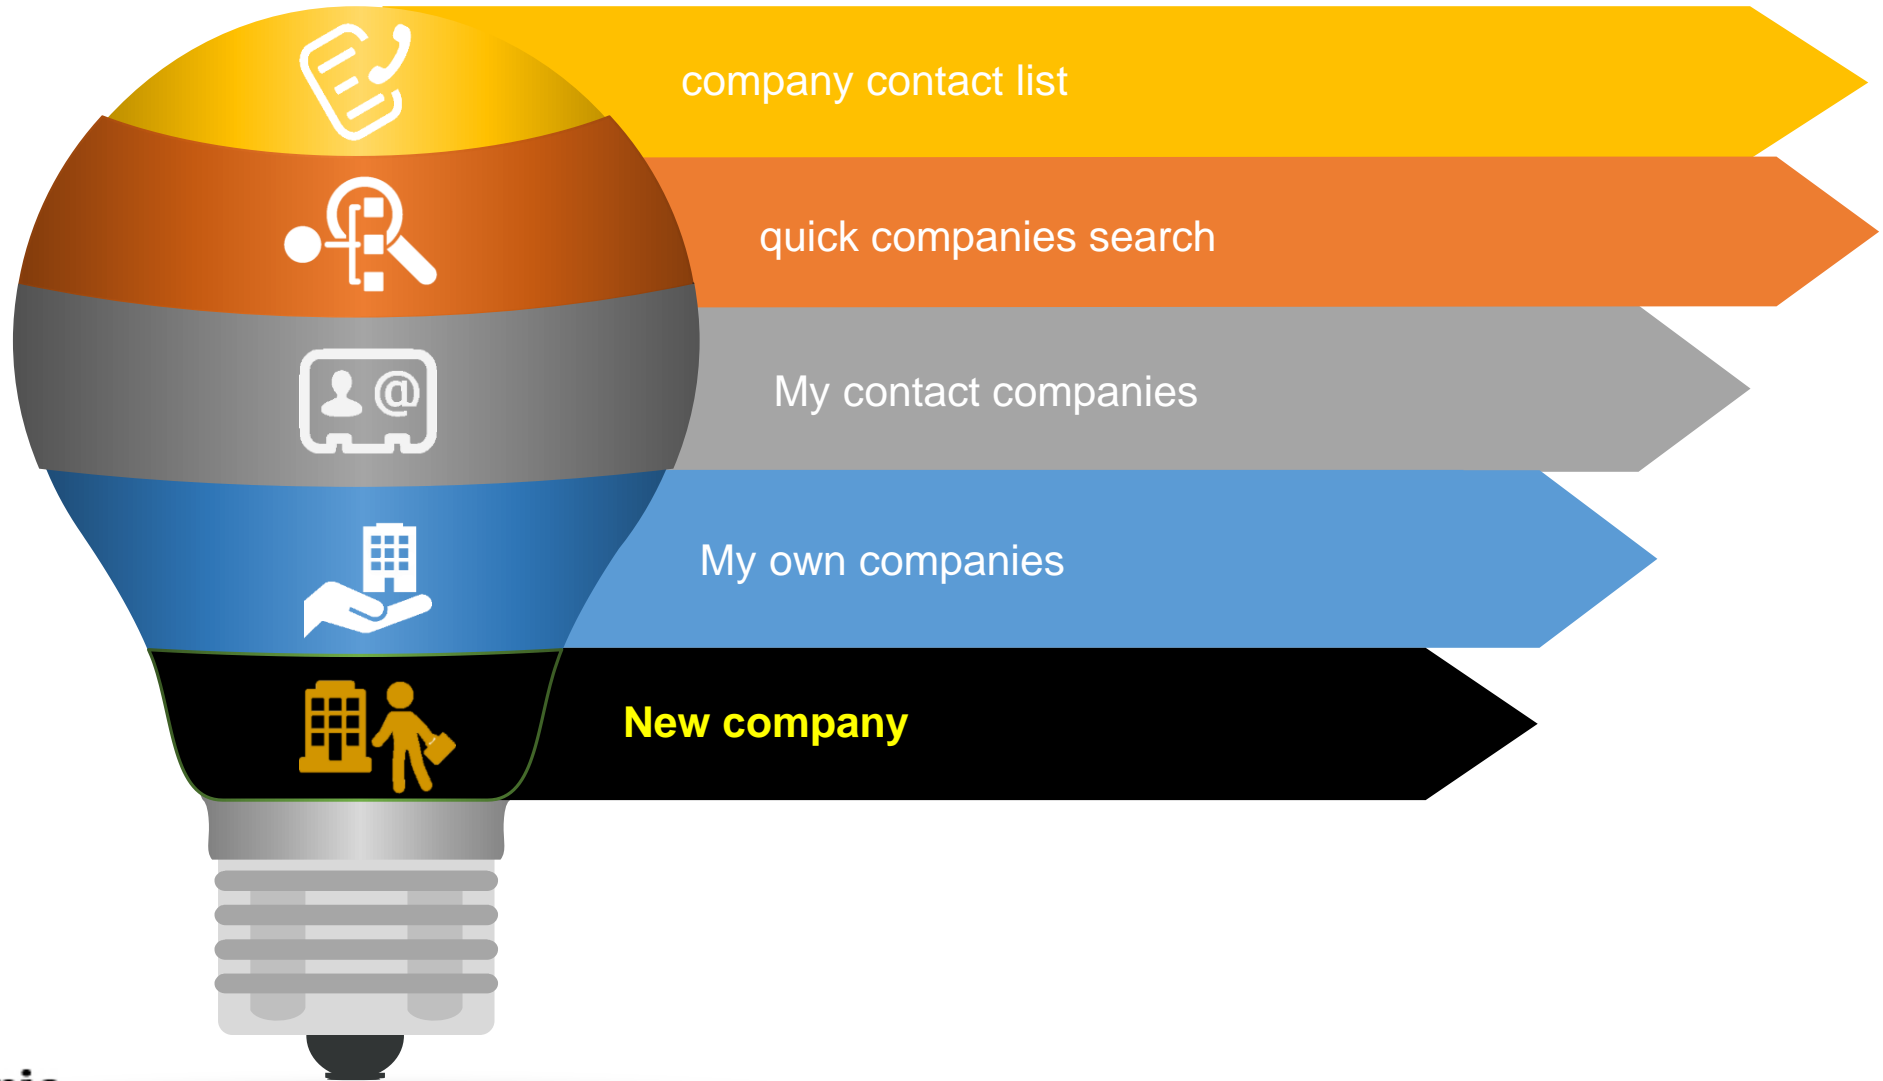 company contact list
quick companies search
My contact companies
My own companies
New company
@